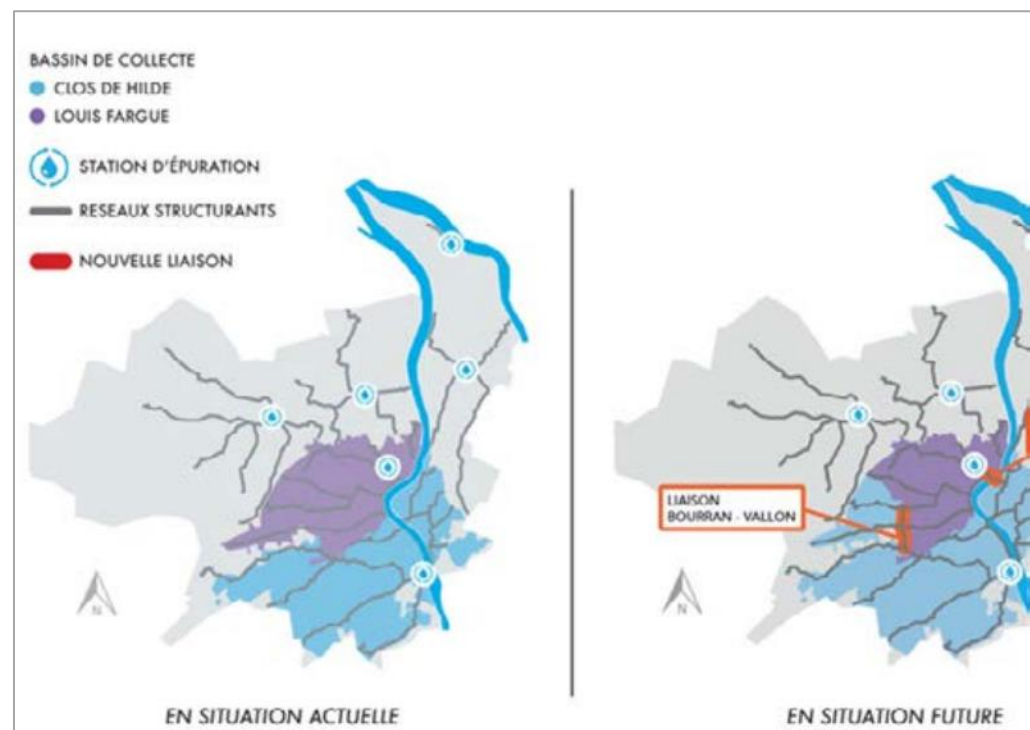 BASSIN DE COLLECTE
CLOS DE HILDE
LOUIS FARGUE
STATION D'ÉPURATION
RESEAUX STRUCTURANTS
NOUVELLE LIAISON
LIAISON
BOURRAN - VALLON
N
N
EN SITUATION ACTUELLE
EN SITUATION FUTURE